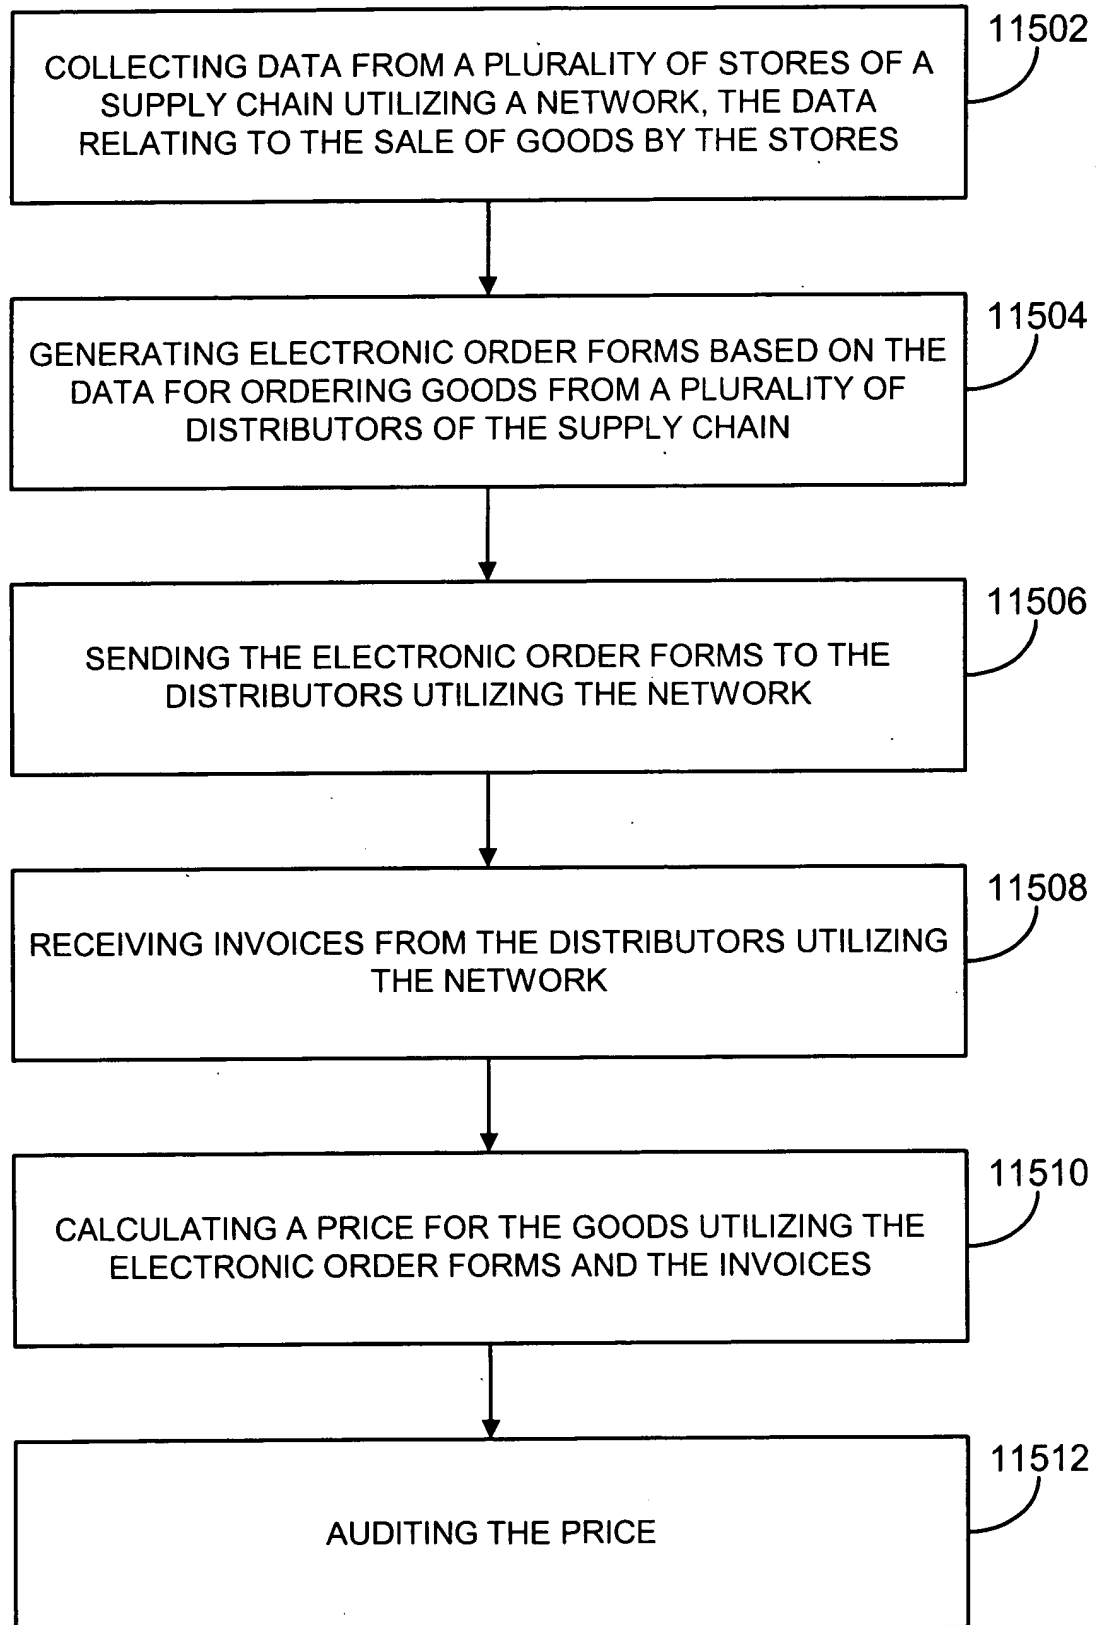 11502
COLLECTING DATA FROM A PLURALITY OF STORES OF A
SUPPLY CHAIN UTILIZING A NETWORK, THE DATA
RELATING TO THE SALE OF GOODS BY THE STORES
11504
GENERATING ELECTRONIC ORDER FORMS BASED ON THE
DATA FOR ORDERING GOODS FROM A PLURALITY OF
DISTRIBUTORS OF THE SUPPLY CHAIN
11506
SENDING THE ELECTRONIC ORDER FORMS TO THE
DISTRIBUTORS UTILIZING THE NETWORK
11508
RECEIVING INVOICES FROM THE DISTRIBUTORS UTILIZING
THE NETWORK
11510
CALCULATING A PRICE FOR THE GOODS UTILIZING THE
ELECTRONIC ORDER FORMS AND THE INVOICES
11512
AUDITING THE PRICE